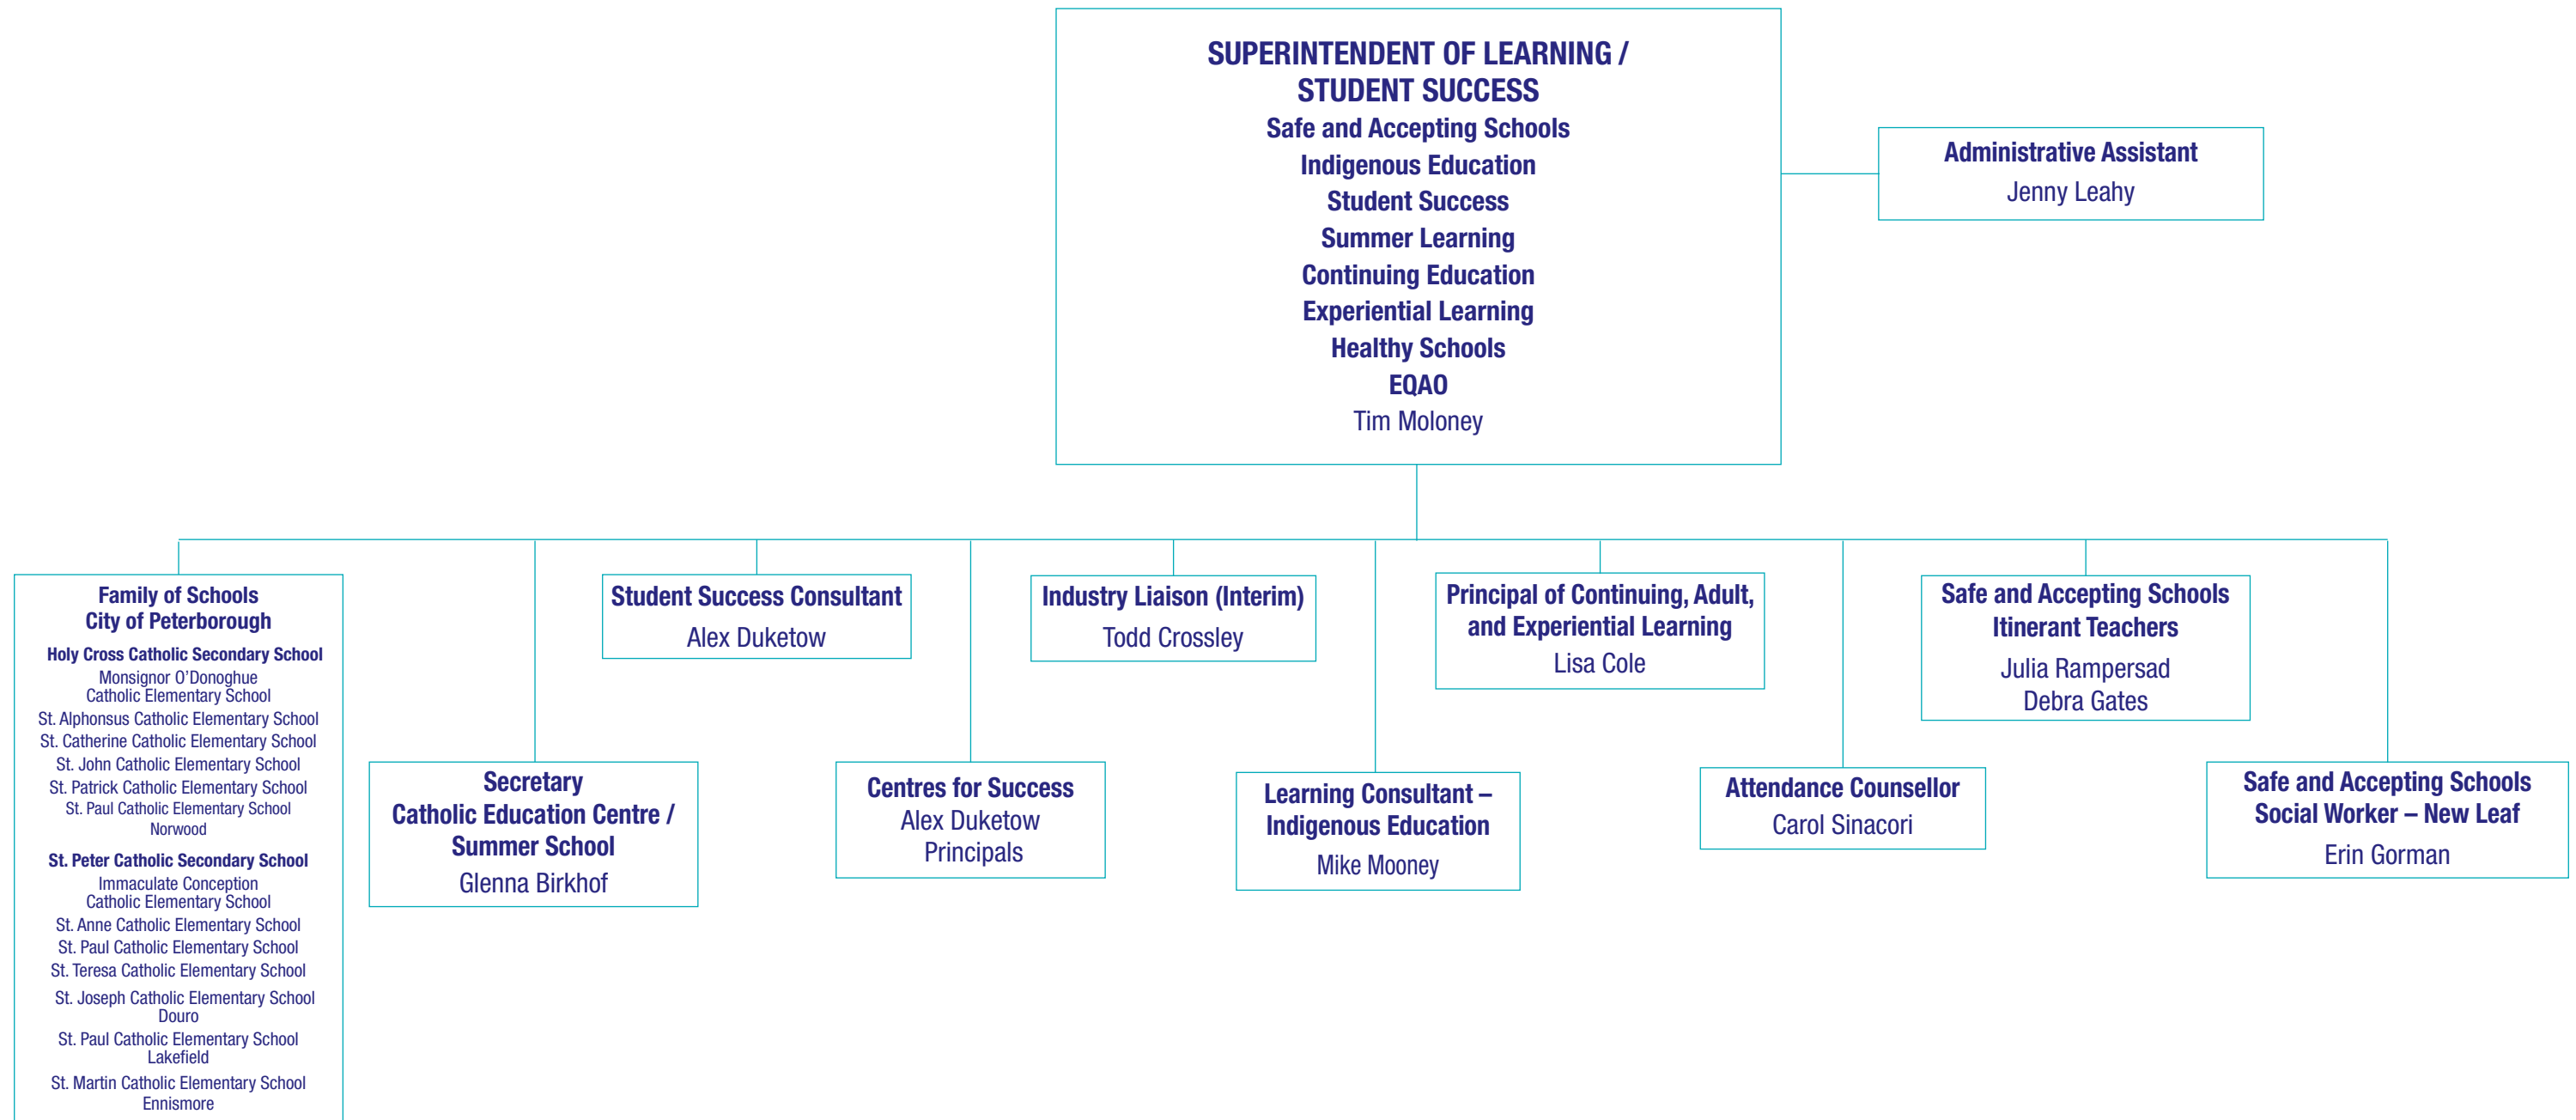 SUPERINTENDENT OF LEARNING /
STUDENT SUCCESS
Safe and Accepting Schools
Indigenous Education
Student Success
Summer Learning
Continuing Education
Experiential Learning
Healthy Schools
EQAO
Tim Moloney
Administrative Assistant
Jenny Leahy
Family of Schools
City of Peterborough
Holy Cross Catholic Secondary School
Monsignor O’Donoghue
Catholic Elementary School
St. Alphonsus Catholic Elementary School
St. Catherine Catholic Elementary School
St. John Catholic Elementary School
St. Patrick Catholic Elementary School
St. Paul Catholic Elementary School
Norwood
St. Peter Catholic Secondary School
Immaculate Conception
Catholic Elementary School
St. Anne Catholic Elementary School
St. Paul Catholic Elementary School
St. Teresa Catholic Elementary School
St. Joseph Catholic Elementary School
Douro
St. Paul Catholic Elementary School
Lakefield
St. Martin Catholic Elementary School
Ennismore
Secretary
Catholic Education Centre /
Summer School
Glenna Birkhof
Student Success Consultant
Alex Duketow
Centres for Success
Alex Duketow
Principals
Industry Liaison (Interim)
Todd Crossley
Learning Consultant –
Indigenous Education
Mike Mooney
Principal of Continuing, Adult,
and Experiential Learning
Lisa Cole
Attendance Counsellor
Carol Sinacori
Safe and Accepting Schools
Itinerant Teachers
Julia Rampersad
Debra Gates
Safe and Accepting Schools
Social Worker – New Leaf
Erin Gorman